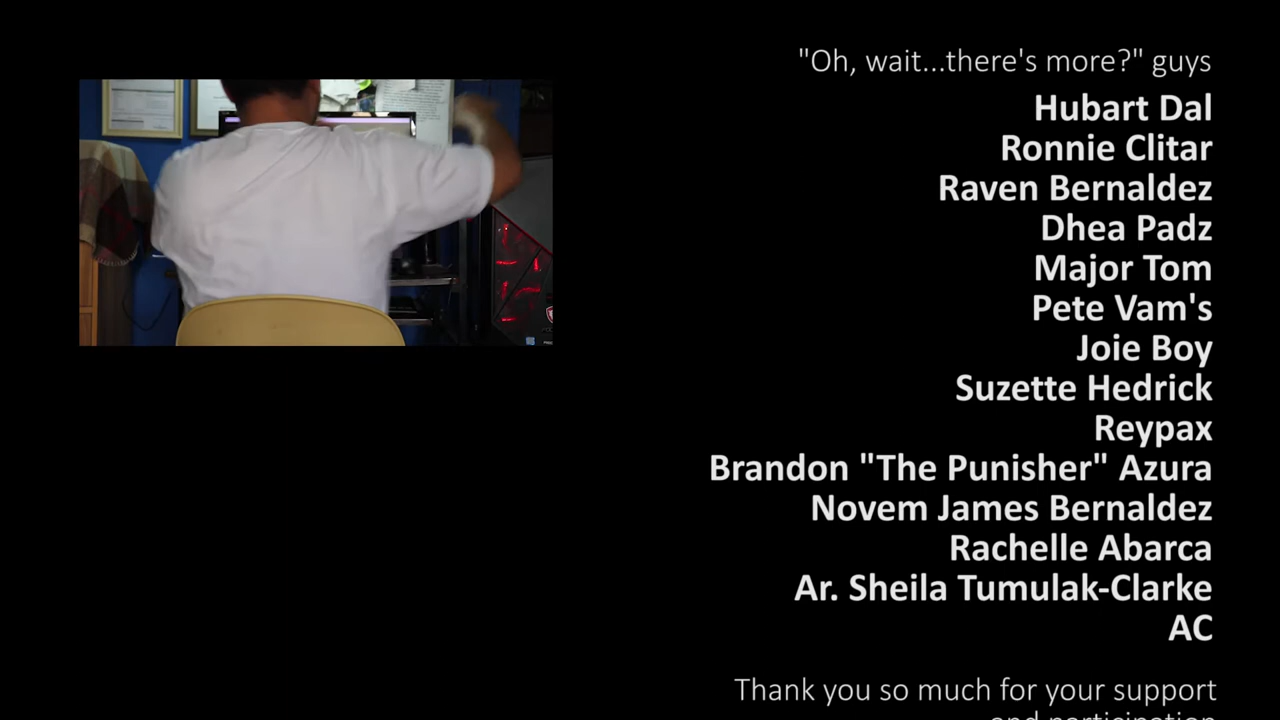 "Oh, wait...there's more?" guys
Hubart Dal
Ronnie Clitar
Raven Bernaldez
Dhea Padz
Major Tom
Pete Vam's
Joie Boy
Suzette Hedrick
Reypax
Brandon "The Punisher" Azura
Novem James Bernaldez
Rachelle Abarca
Ar. Sheila Tumulak-Clarke
AC
Thank you so much for your support
and participation